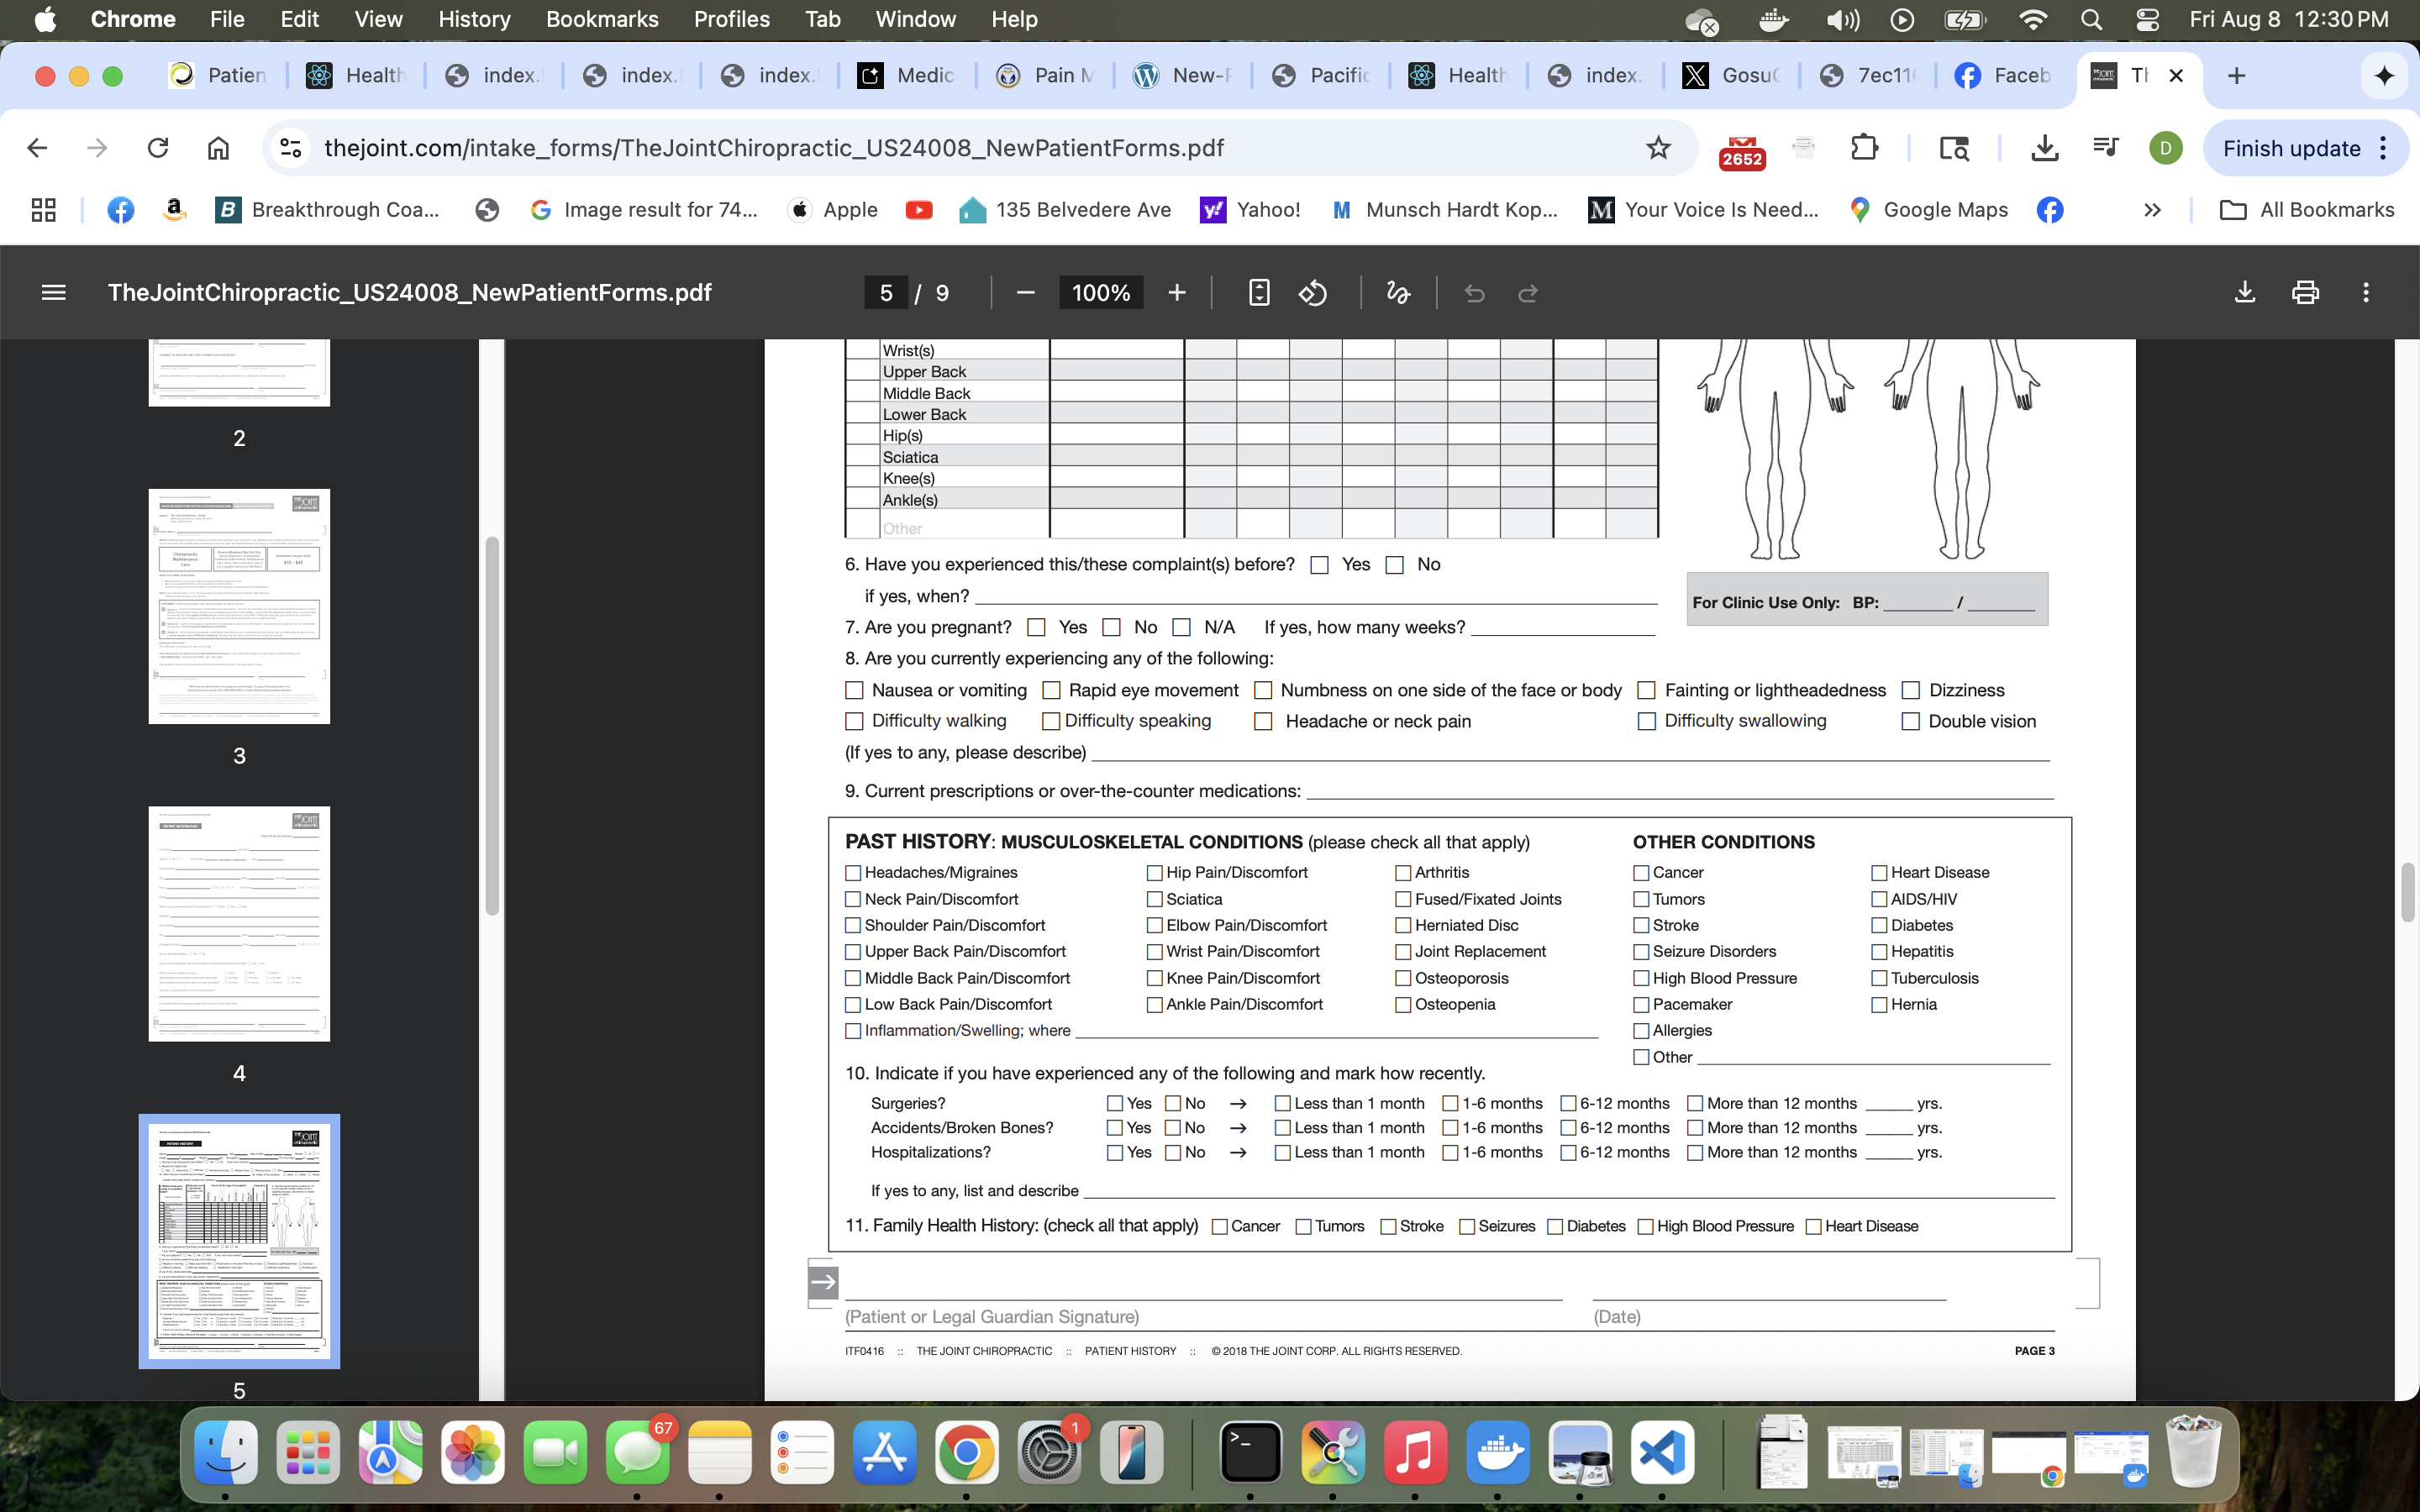 Chrome File Edit View History Bookmarks Profiles Tab Window Help Fri Aug 8 12:30 PM
Patien Health index. index. index. Medic Pain M New-P Pacific Health index. Gosu 7ec11 Faceb Th
thejoint.com/intake_forms/TheJointChiropractic_US24008_NewPatientForms.pdf 2652 D Finish update
Breakthrough Coa... Image result for 74... Apple 135 Belvedere Ave Yahoo! Munsch Hardt Kop... Your Voice Is Need... Google Maps All Bookmarks
TheJointChiropractic_US24008_NewPatientForms.pdf 5 / 9 100%
2
3
4
5
Wrist(s)
Upper Back
Middle Back
Lower Back
Hip(s)
Sciatica
Knee(s)
Ankle(s)
Other
For Clinic Use Only: BP: ______ / ______
6. Have you experienced this/these complaint(s) before? Yes No
if yes, when?
7. Are you pregnant? Yes No N/A If yes, how many weeks?
8. Are you currently experiencing any of the following:
Nausea or vomiting Rapid eye movement Numbness on one side of the face or body Fainting or lightheadedness Dizziness
Difficulty walking Difficulty speaking Headache or neck pain Difficulty swallowing Double vision
(If yes to any, please describe)
9. Current prescriptions or over-the-counter medications:
PAST HISTORY: MUSCULOSKELETAL CONDITIONS (please check all that apply) OTHER CONDITIONS
Headaches/Migraines Hip Pain/Discomfort Arthritis Cancer Heart Disease
Neck Pain/Discomfort Sciatica Fused/Fixated Joints Tumors AIDS/HIV
Shoulder Pain/Discomfort Elbow Pain/Discomfort Herniated Disc Stroke Diabetes
Upper Back Pain/Discomfort Wrist Pain/Discomfort Joint Replacement Seizure Disorders Hepatitis
Middle Back Pain/Discomfort Knee Pain/Discomfort Osteoporosis High Blood Pressure Tuberculosis
Low Back Pain/Discomfort Ankle Pain/Discomfort Osteopenia Pacemaker Hernia
Inflammation/Swelling; where Allergies
Other
10. Indicate if you have experienced any of the following and mark how recently.
Surgeries? Yes No → Less than 1 month 1-6 months 6-12 months More than 12 months ______ yrs.
Accidents/Broken Bones? Yes No → Less than 1 month 1-6 months 6-12 months More than 12 months ______ yrs.
Hospitalizations? Yes No → Less than 1 month 1-6 months 6-12 months More than 12 months ______ yrs.
If yes to any, list and describe
11. Family Health History: (check all that apply) Cancer Tumors Stroke Seizures Diabetes High Blood Pressure Heart Disease
(Patient or Legal Guardian Signature) (Date)
ITF0416 :: THE JOINT CHIROPRACTIC :: PATIENT HISTORY :: © 2018 THE JOINT CORP. ALL RIGHTS RESERVED. PAGE 3
67 1